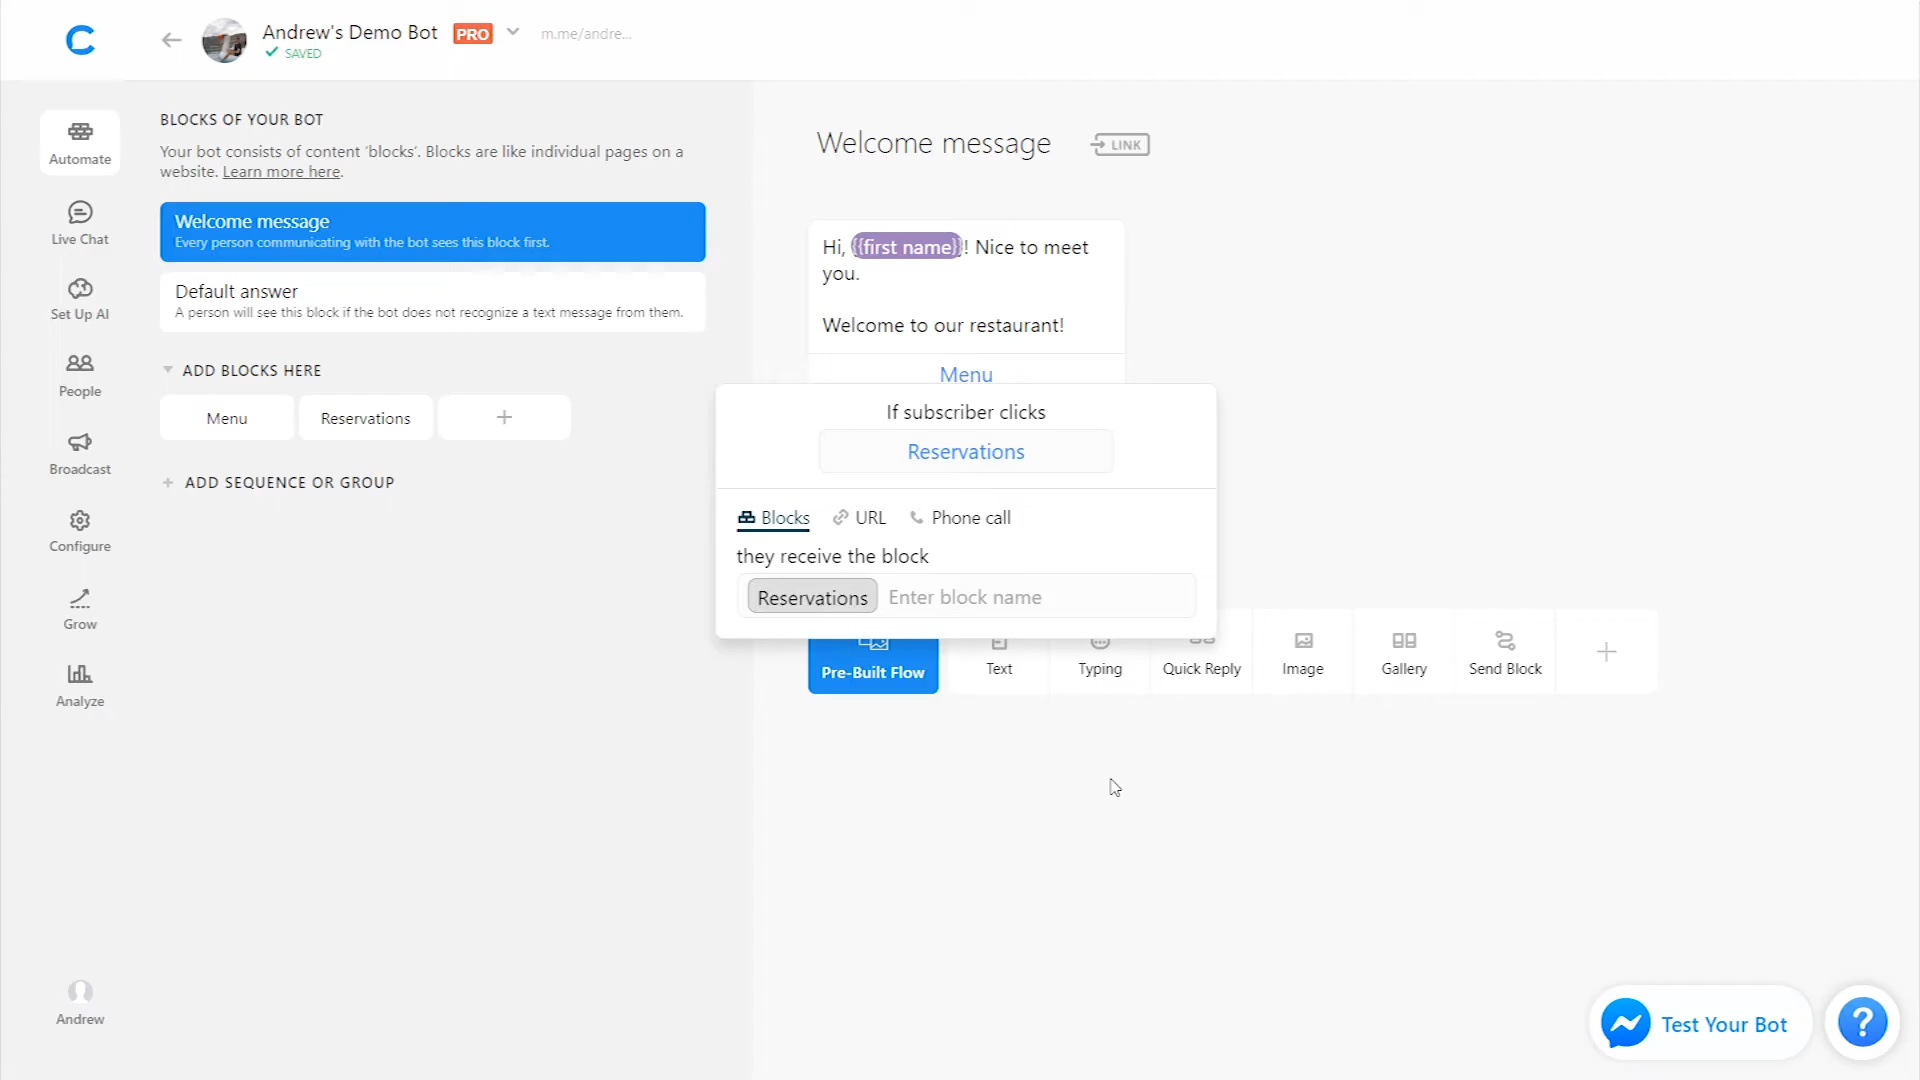 Andrew's Demo Bot PRO m.me/andre...
SAVED
Automate
Live Chat
Set Up AI
People
Broadcast
Configure
Grow
Analyze
Andrew
BLOCKS OF YOUR BOT
Your bot consists of content ‘blocks’. Blocks are like individual pages on a
website. Learn more here.
Welcome message
Every person communicating with the bot sees this block first.
Default answer
A person will see this block if the bot does not recognize a text message from them.
ADD BLOCKS HERE
Menu Reservations +
+ ADD SEQUENCE OR GROUP
Welcome message LINK
Hi, {{first name}}! Nice to meet
you.
Welcome to our restaurant!
Menu
If subscriber clicks
Reservations
Blocks URL Phone call
they receive the block
Reservations Enter block name
Pre-Built Flow Text Typing Quick Reply Image Gallery Send Block +
Test Your Bot ?